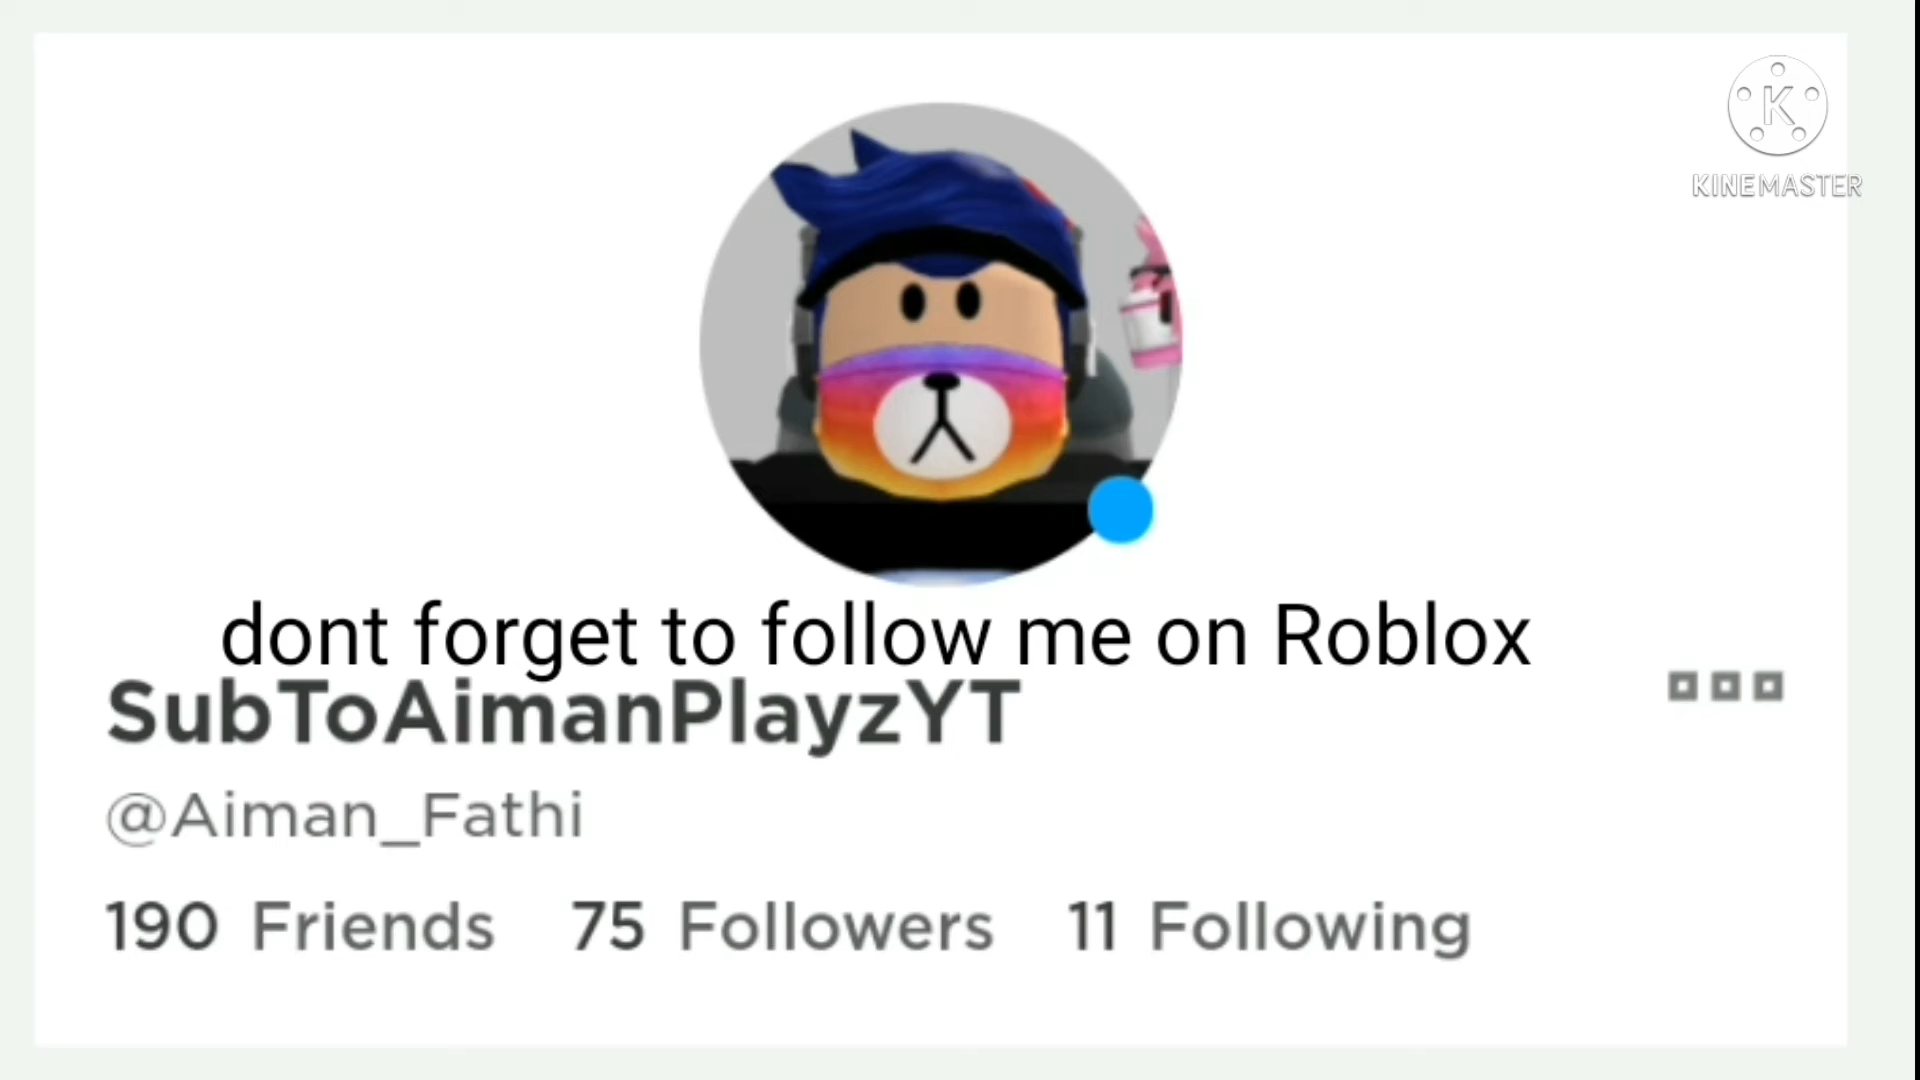 K
KINEMASTER
dont forget to follow me on Roblox
SubToAimanPlayzYT
@Aiman_Fathi
190 Friends 75 Followers 11 Following